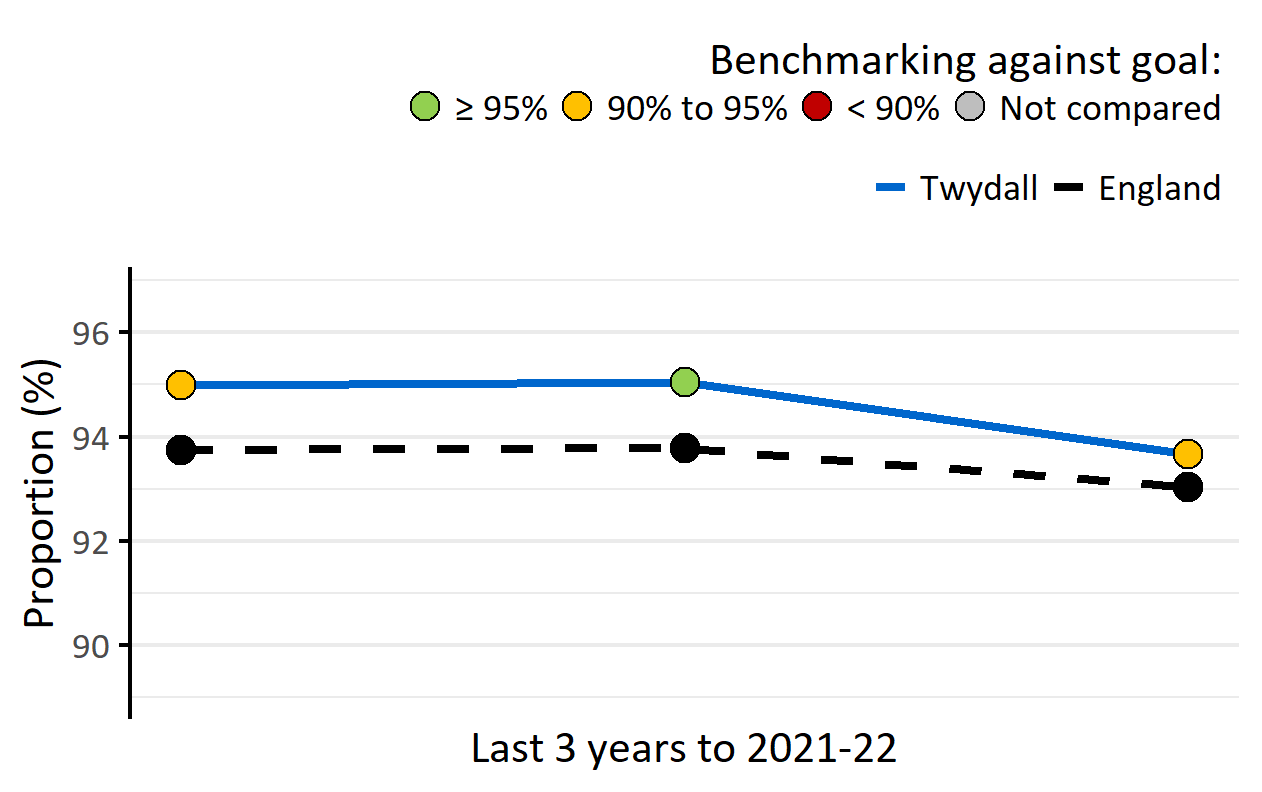 Benchmarking against goal:
≥ 95% 90% to 95% < 90% Not compared
Twydall England
96
94
92
90
Proportion (%)
Last 3 years to 2021-22